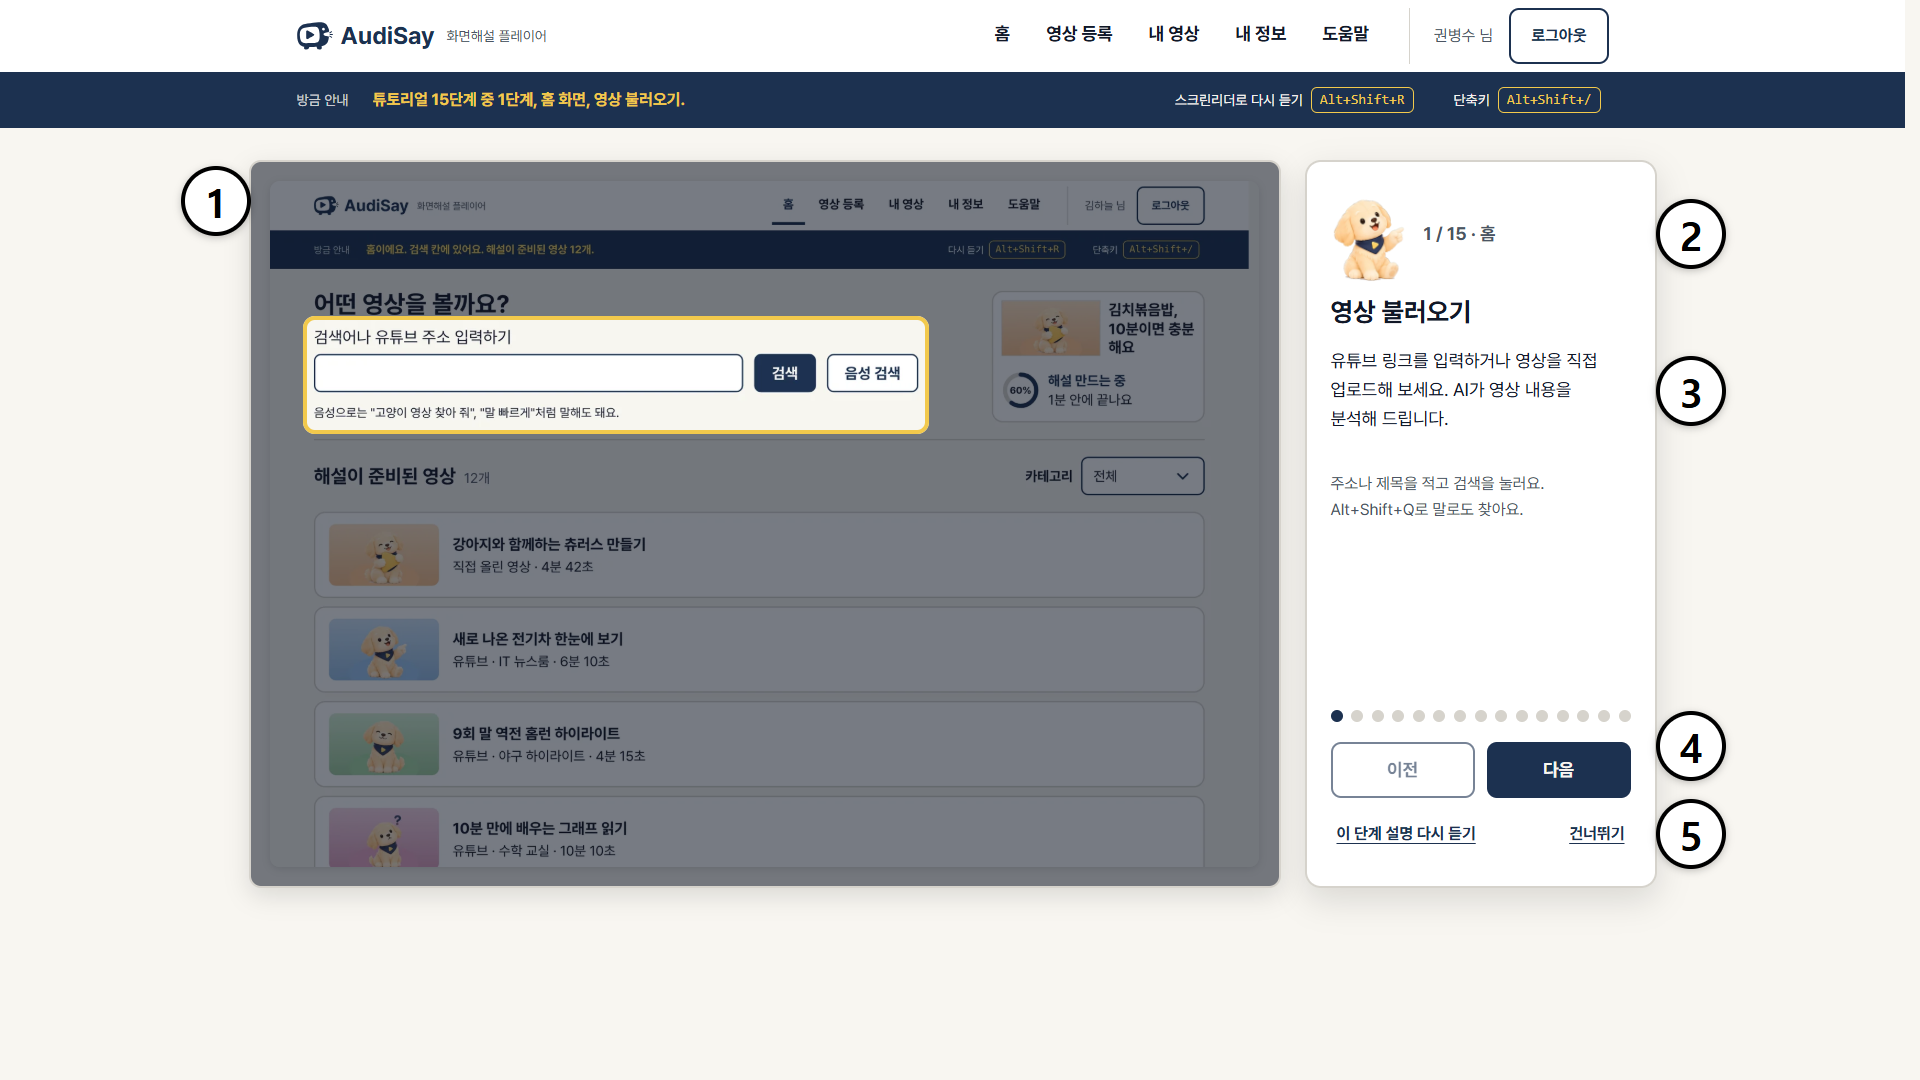 AudiSay 화면해설 플레이어
홈 영상 등록 내 영상 내 정보 도움말 권병수 님 로그아웃
방금 안내 튜토리얼 15단계 중 1단계, 홈 화면, 영상 불러오기.
스크린리더로 다시 듣기 Alt+Shift+R 단축키 Alt+Shift+/
1
AudiSay 화면해설 플레이어
홈 영상 등록 내 영상 내 정보 도움말 김하늘 님 로그아웃
방금 안내 홈이에요. 검색 칸에 있어요. 해설이 준비된 영상 12개.
다시 듣기 Alt+Shift+R 단축키 Alt+Shift+/
어떤 영상을 볼까요?
검색어나 유튜브 주소 입력하기
검색 음성 검색
음성으로는 "고양이 영상 찾아 줘", "말 빠르게"처럼 말해도 돼요.
김치볶음밥,
10분이면 충분
해요
60%
해설 만드는 중
1분 안에 끝나요
해설이 준비된 영상 12개
카테고리 전체
강아지와 함께하는 츄러스 만들기
직접 올린 영상 · 4분 42초
새로 나온 전기차 한눈에 보기
유튜브 · IT 뉴스룸 · 6분 10초
9회 말 역전 홈런 하이라이트
유튜브 · 야구 하이라이트 · 4분 15초
?
10분 만에 배우는 그래프 읽기
유튜브 · 수학 교실 · 10분 10초
1 / 15 · 홈
2
영상 불러오기
유튜브 링크를 입력하거나 영상을 직접
업로드해 보세요. AI가 영상 내용을
분석해 드립니다.
3
주소나 제목을 적고 검색을 눌러요.
Alt+Shift+Q로 말로도 찾아요.
이전 다음
4
이 단계 설명 다시 듣기 건너뛰기
5